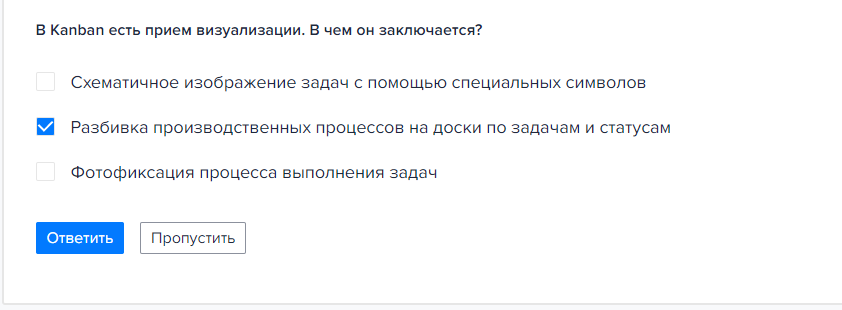 В Kanban есть прием визуализации. В чем он заключается?
Схематичное изображение задач с помощью специальных символов
Разбивка производственных процессов на доски по задачам и статусам
Фотофиксация процесса выполнения задач
Ответить
Пропустить